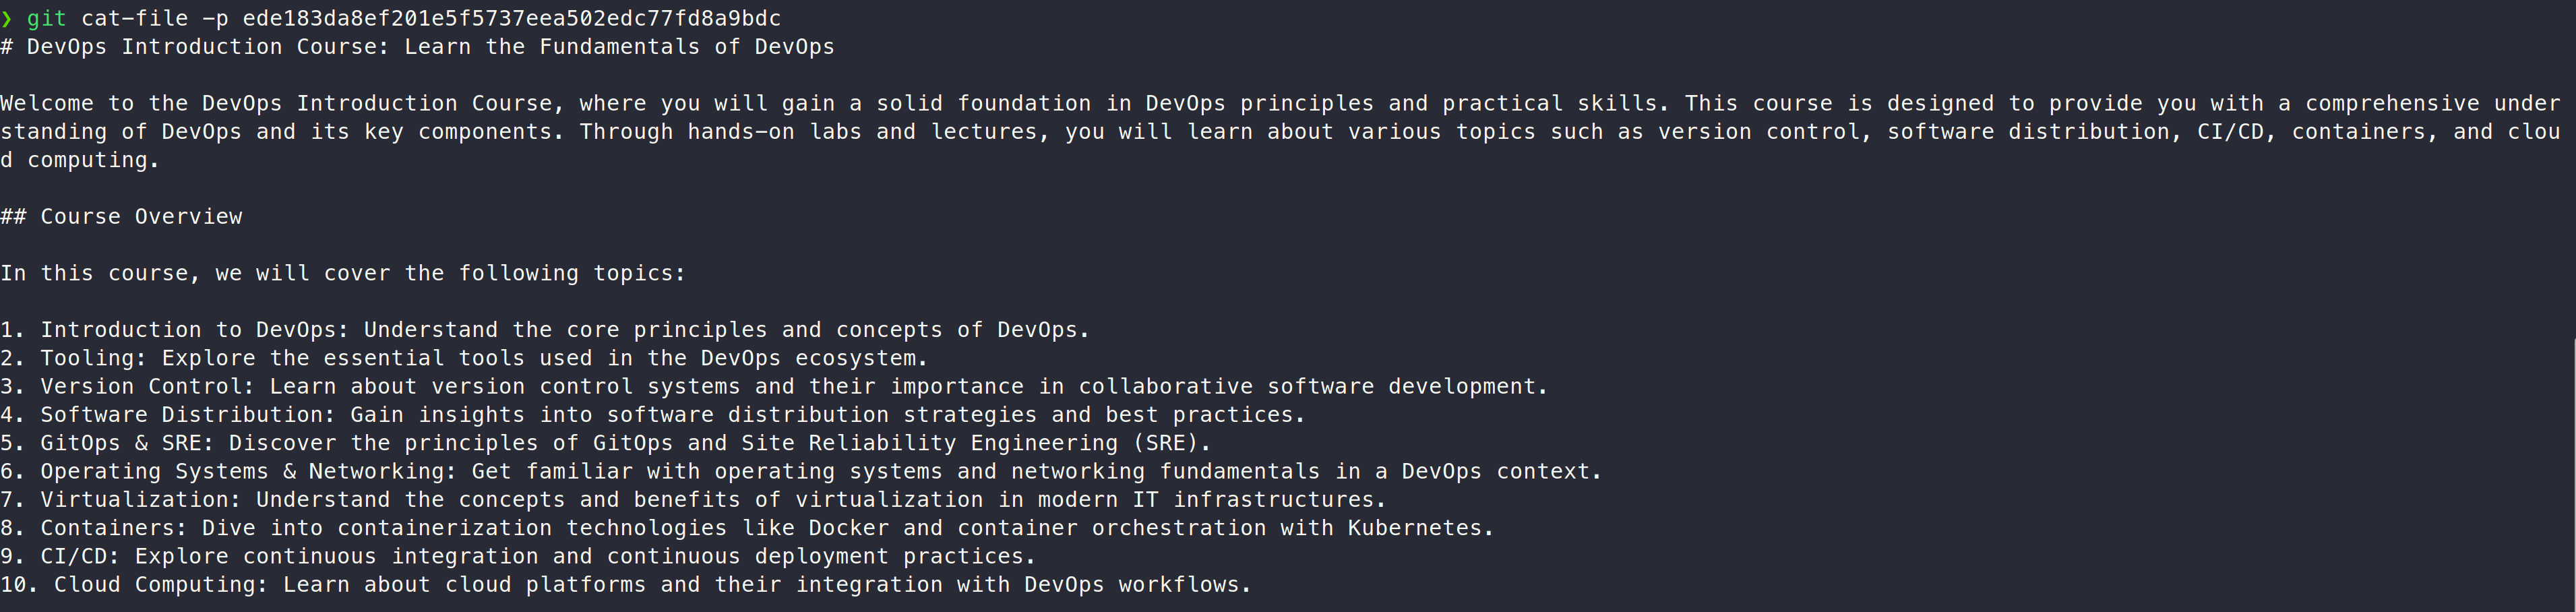 ❯ git cat-file -p ede183da8ef201e5f5737eea502edc77fd8a9bdc
# DevOps Introduction Course: Learn the Fundamentals of DevOps
Welcome to the DevOps Introduction Course, where you will gain a solid foundation in DevOps principles and practical skills. This course is designed to provide you with a comprehensive under
standing of DevOps and its key components. Through hands-on labs and lectures, you will learn about various topics such as version control, software distribution, CI/CD, containers, and clou
d computing.
## Course Overview
In this course, we will cover the following topics:
1. Introduction to DevOps: Understand the core principles and concepts of DevOps.
2. Tooling: Explore the essential tools used in the DevOps ecosystem.
3. Version Control: Learn about version control systems and their importance in collaborative software development.
4. Software Distribution: Gain insights into software distribution strategies and best practices.
5. GitOps & SRE: Discover the principles of GitOps and Site Reliability Engineering (SRE).
6. Operating Systems & Networking: Get familiar with operating systems and networking fundamentals in a DevOps context.
7. Virtualization: Understand the concepts and benefits of virtualization in modern IT infrastructures.
8. Containers: Dive into containerization technologies like Docker and container orchestration with Kubernetes.
9. CI/CD: Explore continuous integration and continuous deployment practices.
10. Cloud Computing: Learn about cloud platforms and their integration with DevOps workflows.